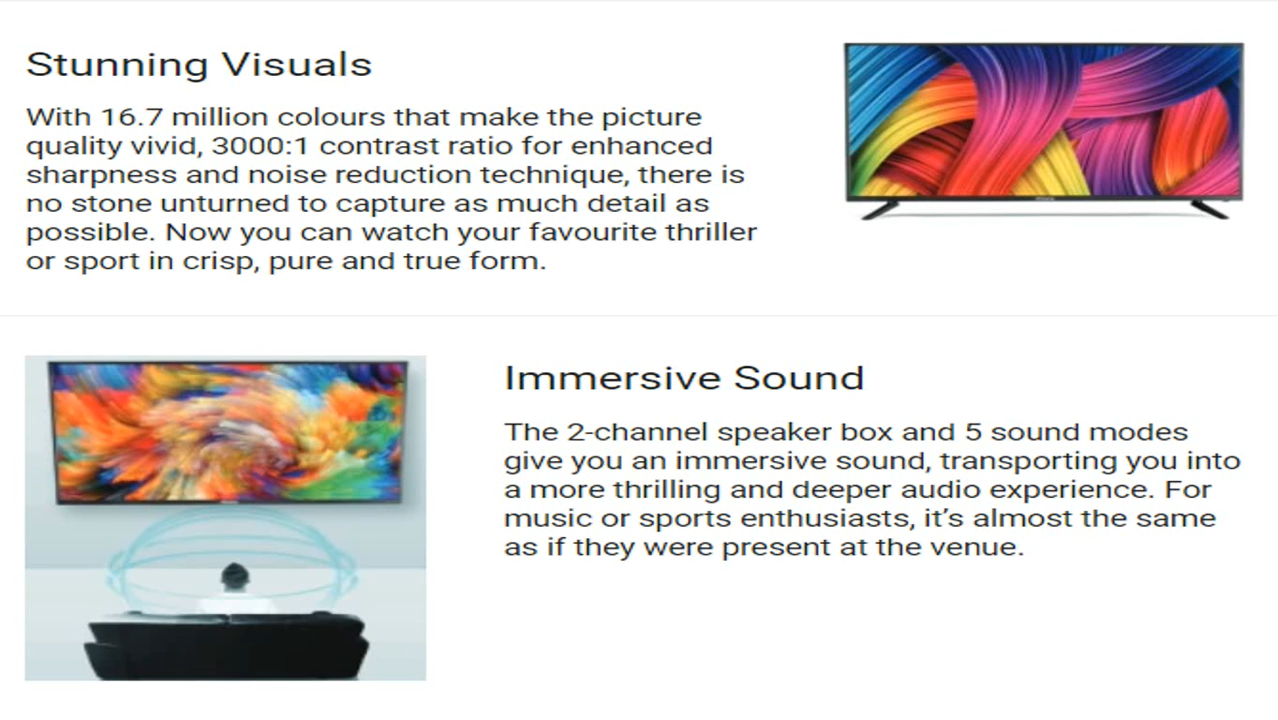 Stunning Visuals
With 16.7 million colours that make the picture
quality vivid, 3000:1 contrast ratio for enhanced
sharpness and noise reduction technique, there is
no stone unturned to capture as much detail as
possible. Now you can watch your favourite thriller
or sport in crisp, pure and true form.
Immersive Sound
The 2-channel speaker box and 5 sound modes
give you an immersive sound, transporting you into
a more thrilling and deeper audio experience. For
music or sports enthusiasts, it’s almost the same
as if they were present at the venue.